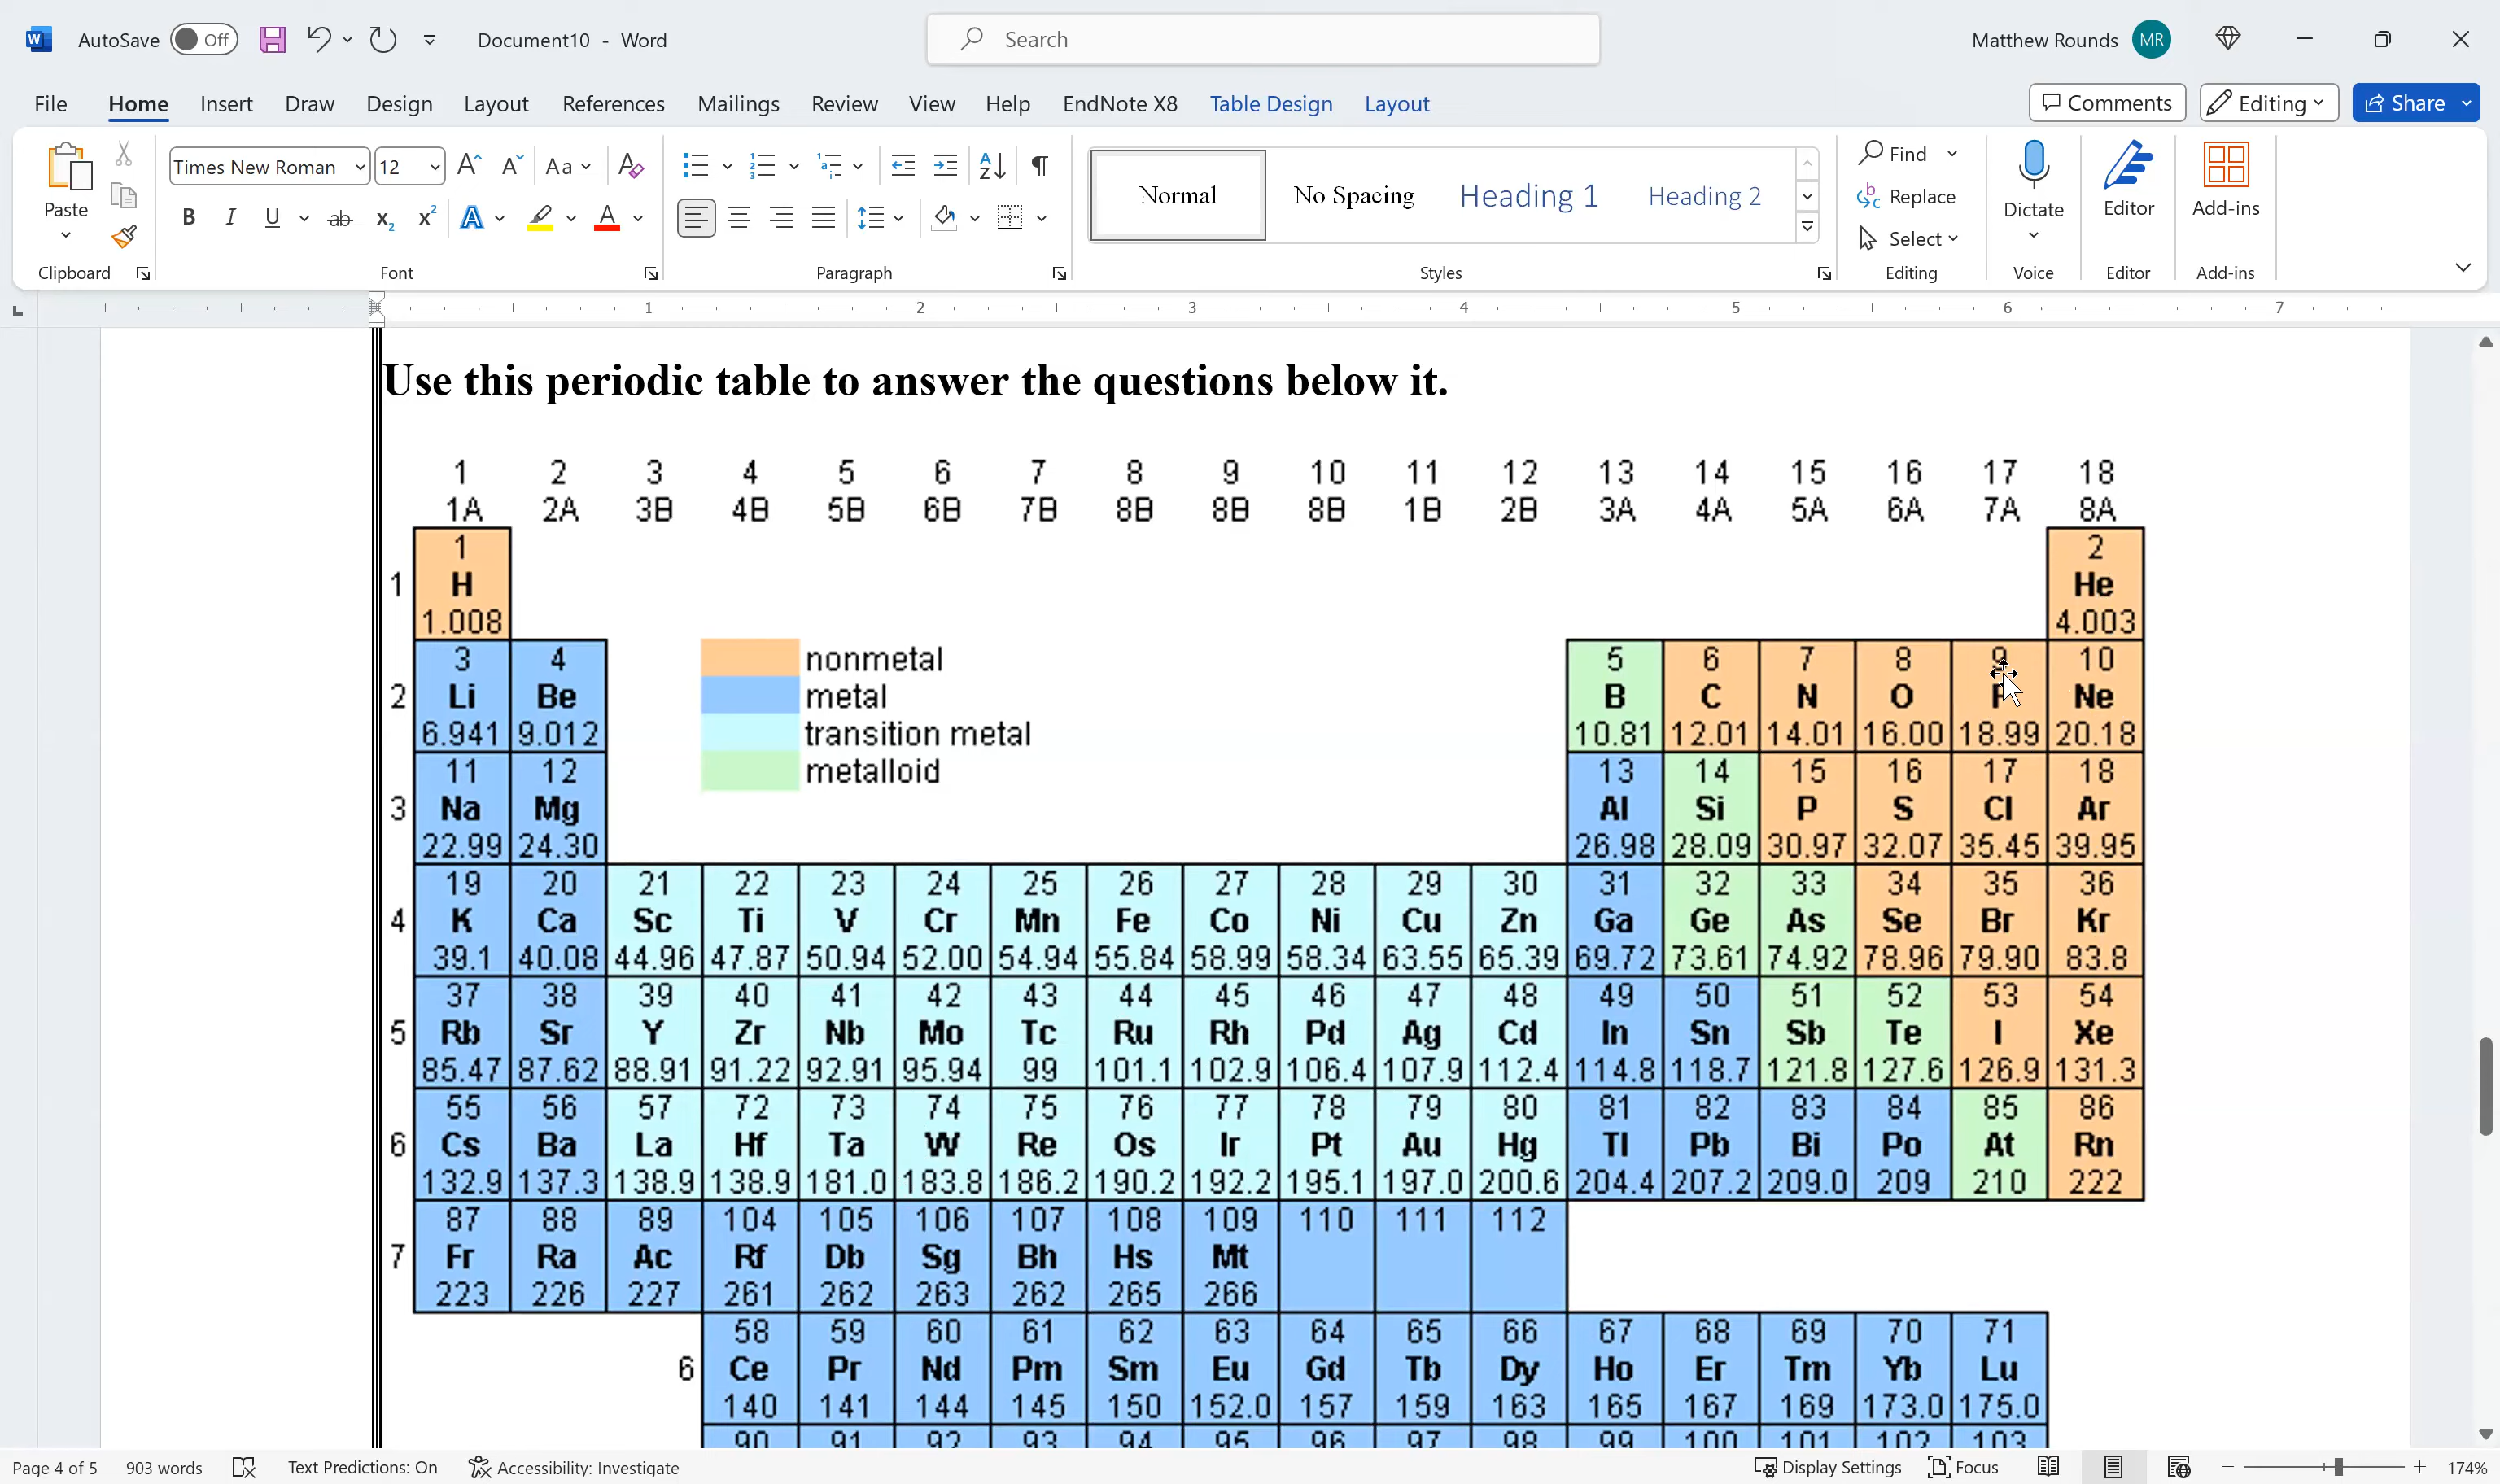 AutoSave Off Document10 - Word Search Matthew Rounds MR
File Home Insert Draw Design Layout References Mailings Review View Help EndNote X8 Table Design Layout Comments Editing Share
Paste Times New Roman 12 Aa Normal No Spacing Heading 1 Heading 2 Find Replace Select Dictate Editor Add-ins
Clipboard Font Paragraph Styles Editing Voice Editor Add-ins
1 2 3 4 5 6 7
Use this periodic table to answer the questions below it.
1 2 3 4 5 6 7 8 9 10 11 12 13 14 15 16 17 18
1A 2A 3B 4B 5B 6B 7B 8B 8B 8B 1B 2B 3A 4A 5A 6A 7A 8A
1 2
1 H He
1.008 4.003
3 4 nonmetal 5 6 7 8 9 10
2 Li Be metal B C N O F Ne
6.941 9.012 transition metal 10.81 12.01 14.01 16.00 18.99 20.18
11 12 metalloid 13 14 15 16 17 18
3 Na Mg Al Si P S Cl Ar
22.99 24.30 26.98 28.09 30.97 32.07 35.45 39.95
19 20 21 22 23 24 25 26 27 28 29 30 31 32 33 34 35 36
4 K Ca Sc Ti V Cr Mn Fe Co Ni Cu Zn Ga Ge As Se Br Kr
39.1 40.08 44.96 47.87 50.94 52.00 54.94 55.84 58.99 58.34 63.55 65.39 69.72 73.61 74.92 78.96 79.90 83.8
37 38 39 40 41 42 43 44 45 46 47 48 49 50 51 52 53 54
5 Rb Sr Y Zr Nb Mo Tc Ru Rh Pd Ag Cd In Sn Sb Te I Xe
85.47 87.62 88.91 91.22 92.91 95.94 99 101.1 102.9 106.4 107.9 112.4 114.8 118.7 121.8 127.6 126.9 131.3
55 56 57 72 73 74 75 76 77 78 79 80 81 82 83 84 85 86
6 Cs Ba La Hf Ta W Re Os Ir Pt Au Hg Tl Pb Bi Po At Rn
132.9 137.3 138.9 138.9 181.0 183.8 186.2 190.2 192.2 195.1 197.0 200.6 204.4 207.2 209.0 209 210 222
87 88 89 104 105 106 107 108 109 110 111 112
7 Fr Ra Ac Rf Db Sg Bh Hs Mt
223 226 227 261 262 263 262 265 266
58 59 60 61 62 63 64 65 66 67 68 69 70 71
6 Ce Pr Nd Pm Sm Eu Gd Tb Dy Ho Er Tm Yb Lu
140 141 144 145 150 152.0 157 159 163 165 167 169 173.0 175.0
90 91 92 93 94 95 96 97 98 99 100 101 102 103
Page 4 of 5 903 words Text Predictions: On Accessibility: Investigate Display Settings Focus 174%